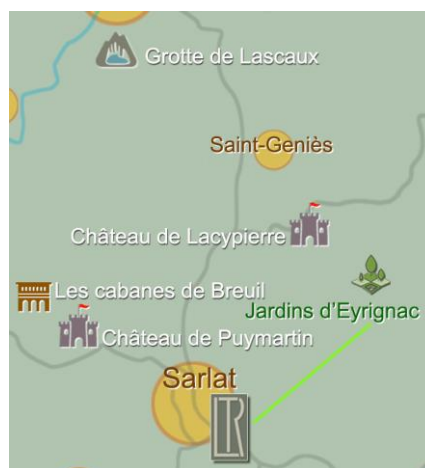 Grotte de Lascaux
Saint-Geniès
Château de Lacypierre
Les cabanes de Breuil
Jardins d'Eyrignac
Château de Puymartin
Sarlat